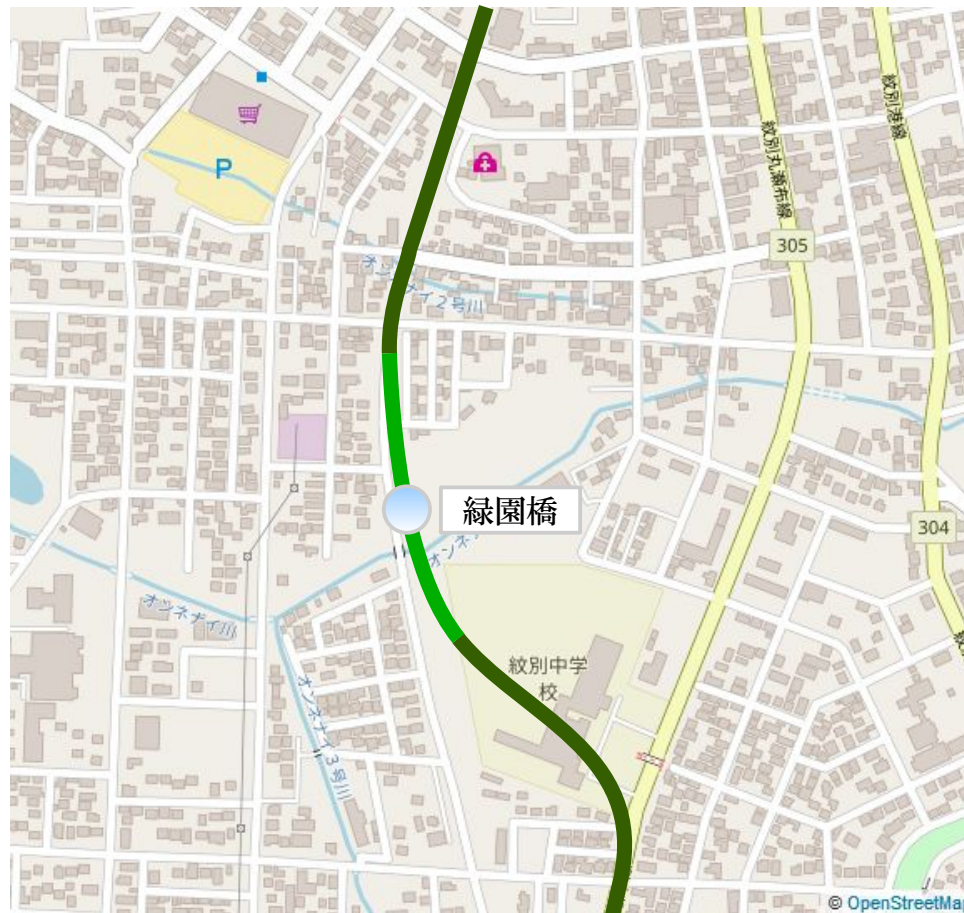 P
紋別丸瀬布線
紋別港線
305
オンネナイ2号川
緑園橋
304
オンネナイ川
紋別中学
校
オンネナイ3号川
© OpenStreetMap